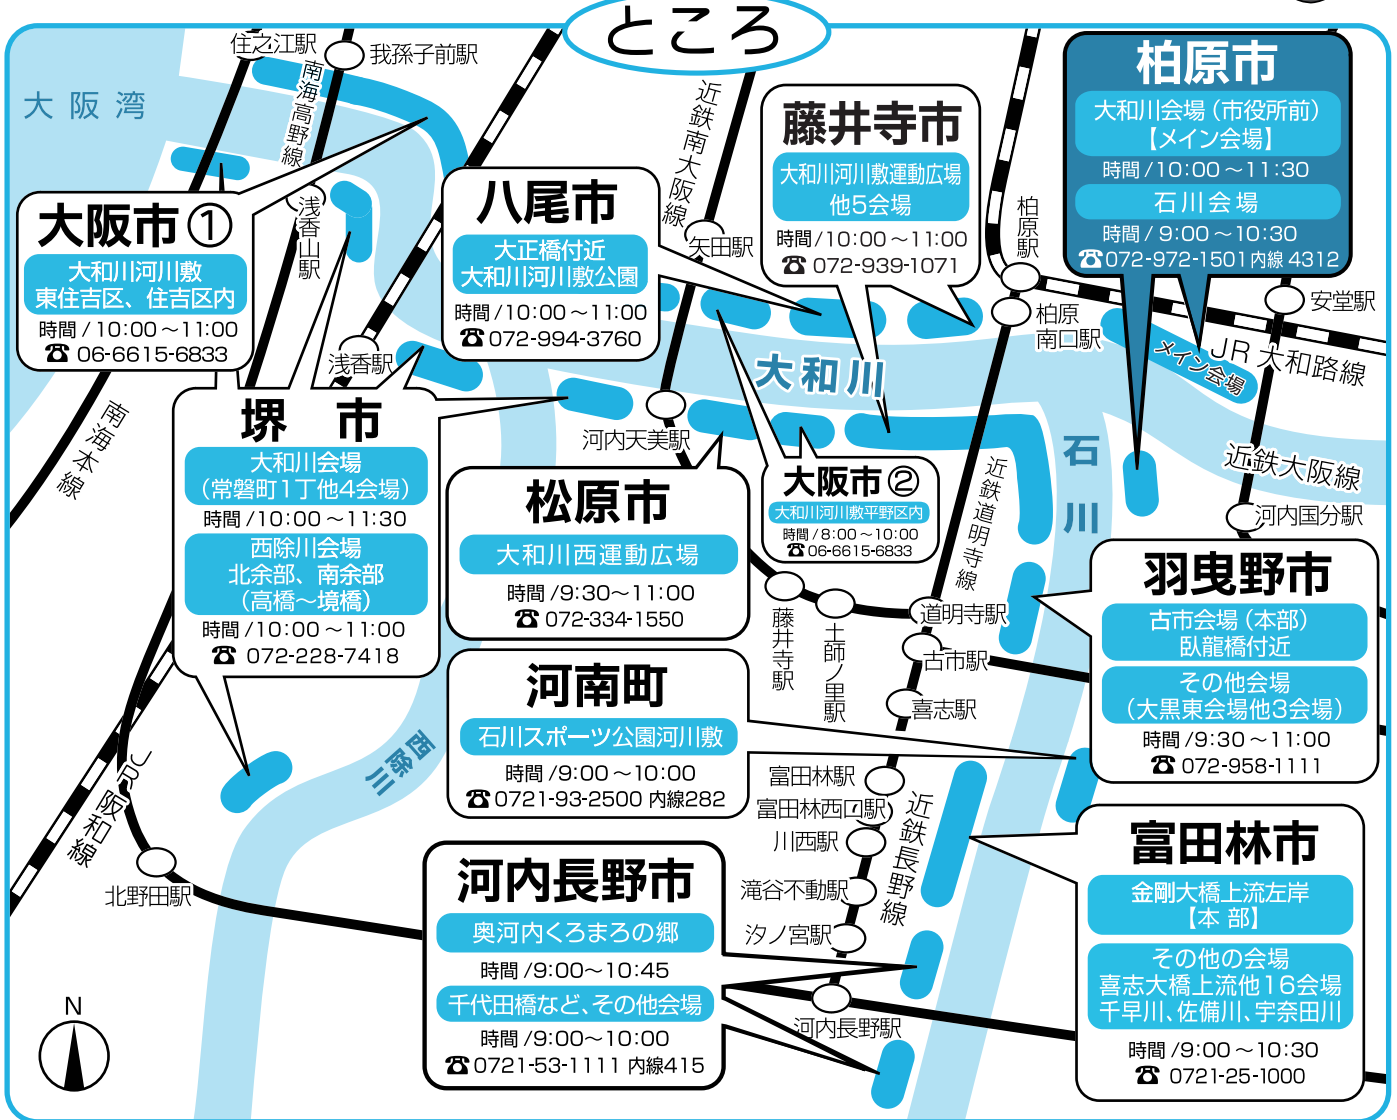 ところ
住之江駅
我孫子前駅
大阪湾
南海高野線
近鉄南大阪線
柏原市
大和川会場（市役所前）
【メイン会場】
時間/10:00～11:30
石川会場
時間/ 9:00～10:30
☎072-972-1501内線 4312
藤井寺市
大和川河川敷運動広場
他5会場
時間/10:00～11:00
☎ 072-939-1071
八尾市
大正橋付近
大和川河川敷公園
時間/10:00～11:00
☎072-994-3760
大阪市①
大和川河川敷
東住吉区、住吉区内
時間/10:00～11:00
☎ 06-6615-6833
浅香山駅
矢田駅
柏原駅
安堂駅
柏原
南口駅
浅香駅
メイン会場
JR 大和路線
大和川
南海本線
堺 市
大和川会場
（常磐町1丁他4会場）
時間/10:00～11:30
西除川会場
北余部、南余部
（高橋～境橋）
時間/10:00～11:00
☎ 072-228-7418
河内天美駅
石川
近鉄大阪線
河内国分駅
松原市
大和川西運動広場
時間/9:30～11:00
☎ 072-334-1550
大阪市②
大和川河川敷平野区内
時間/8:00～10:00
☎06-6615-6833
近鉄道明寺線
羽曳野市
古市会場（本部）
臥龍橋付近
その他会場
（大黒東会場他3会場）
時間/9:30～11:00
☎ 072-958-1111
藤井寺駅
土師ノ里駅
道明寺駅
古市駅
喜志駅
河南町
石川スポーツ公園河川敷
時間/9:00～10:00
☎0721-93-2500 内線282
西除川
JR阪和線
富田林駅
富田林西口駅
川西駅
滝谷不動駅
汐ノ宮駅
近鉄長野線
富田林市
金剛大橋上流左岸
【本 部】
その他の会場
喜志大橋上流他16会場
千早川、佐備川、宇奈田川
時間/9:00～10:30
☎ 0721-25-1000
北野田駅
河内長野市
奥河内くろまろの郷
時間/9:00～10:45
千代田橋など、その他会場
時間/9:00～10:00
☎0721-53-1111 内線415
河内長野駅
N